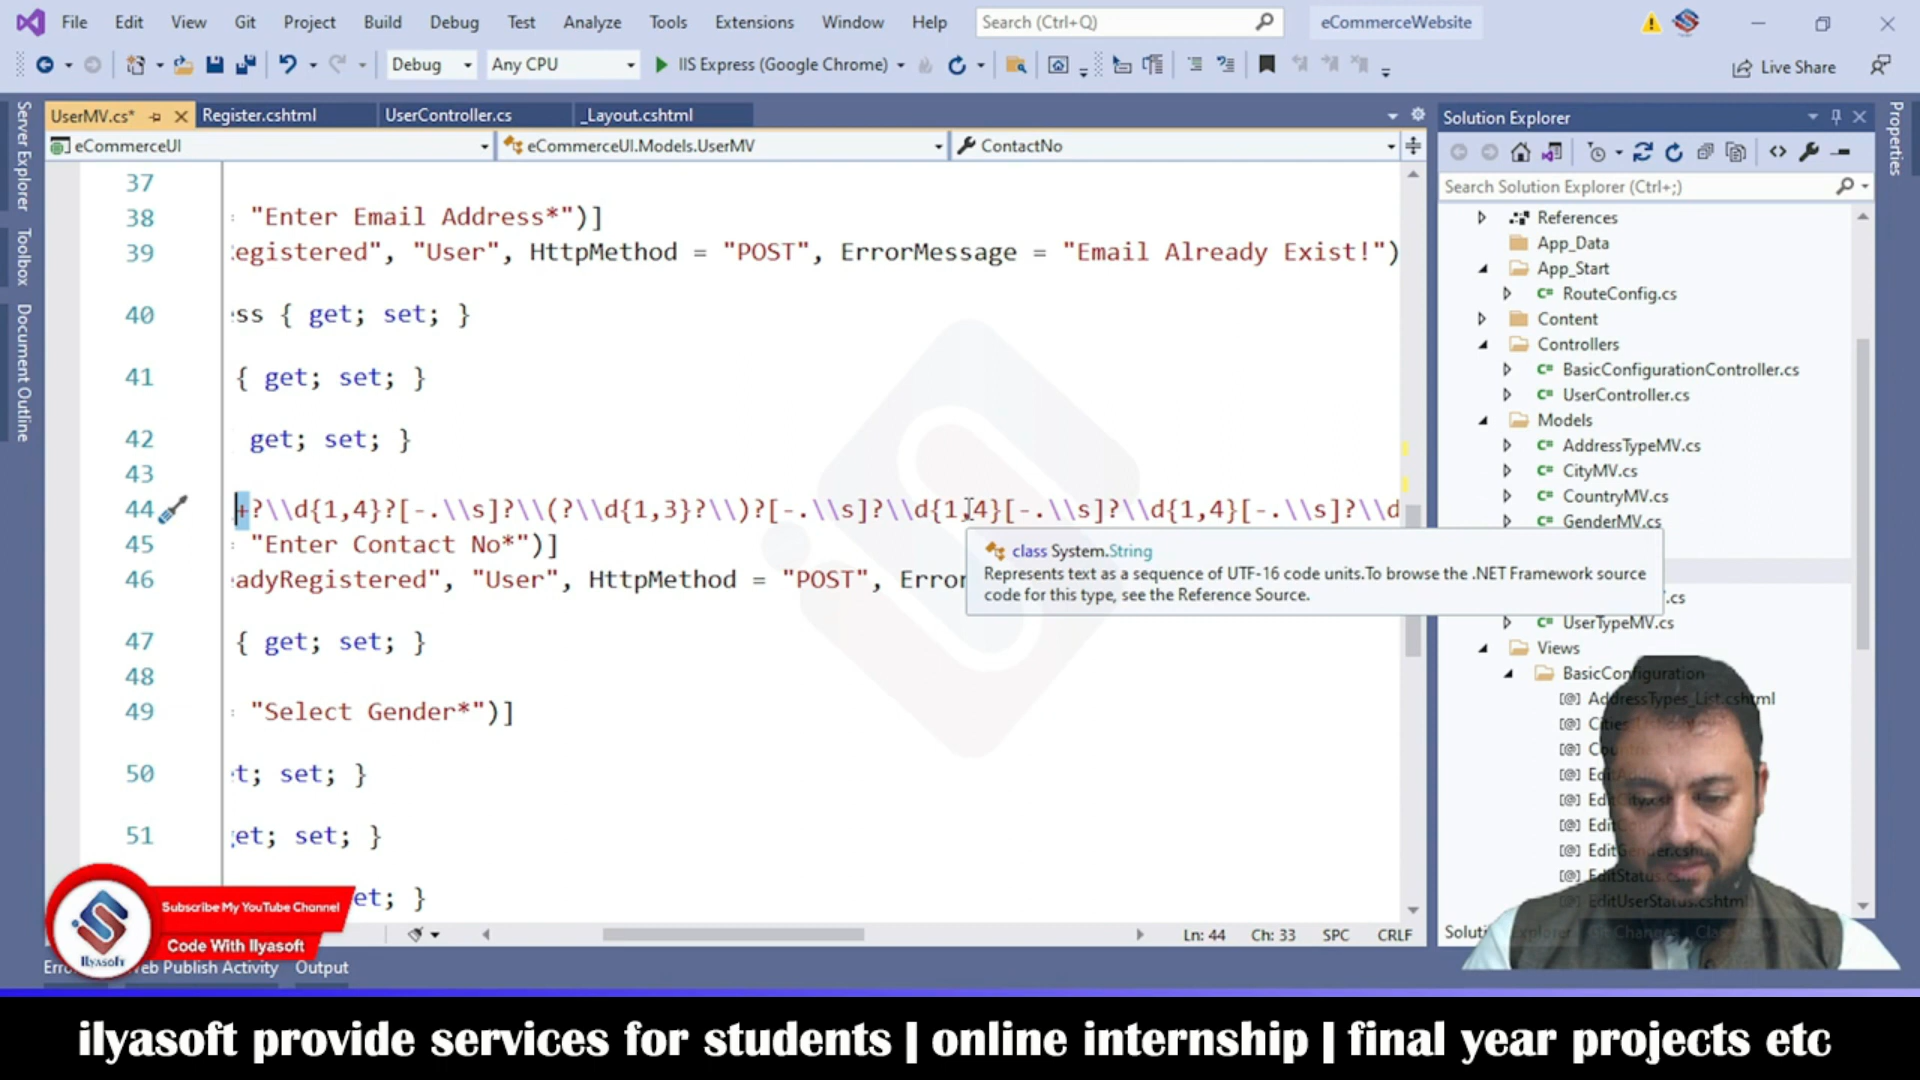 File Edit View Git Project Build Debug Test Analyze Tools Extensions Window Help Search (Ctrl+Q) eCommerceWebsite
Debug Any CPU IIS Express (Google Chrome) Live Share
Server Explorer
Toolbox
Document Outline
UserMV.cs* Register.cshtml UserController.cs _Layout.cshtml
eCommerceUI eCommerceUI.Models.UserMV ContactNo
37
38 = "Enter Email Address*")]
39 egistered", "User", HttpMethod = "POST", ErrorMessage = "Email Already Exist!")
40 ss { get; set; }
41 { get; set; }
42 get; set; }
43
44 +?\\d{1,4}?[-.\\s]?\\(?\\d{1,3}?\\)?[-.\\s]?\\d{1,4}[-.\\s]?\\d{1,4}[-.\\s]?\\d
45 "Enter Contact No*")]
46 adyRegistered", "User", HttpMethod = "POST", Error
47 { get; set; }
48
49 = "Select Gender*")]
50 t; set; }
51 et; set; }
et; }
class System.String
Represents text as a sequence of UTF-16 code units.To browse the .NET Framework source
code for this type, see the Reference Source.
Ln: 44 Ch: 33 SPC CRLF
Web Publish Activity Output
Solution Explorer
Search Solution Explorer (Ctrl+;)
References
App_Data
App_Start
RouteConfig.cs
Content
Controllers
BasicConfigurationController.cs
UserController.cs
Models
AddressTypeMV.cs
CityMV.cs
CountryMV.cs
GenderMV.cs
.cs
UserTypeMV.cs
Views
BasicConfiguration
AddressTypes_List.cshtml
EditStatus.cs
EditUserStatus.cshtml
Properties
Subscribe My YouTube Channel
Code With Ilyasoft
Ilyasoft
ilyasoft provide services for students | online internship | final year projects etc